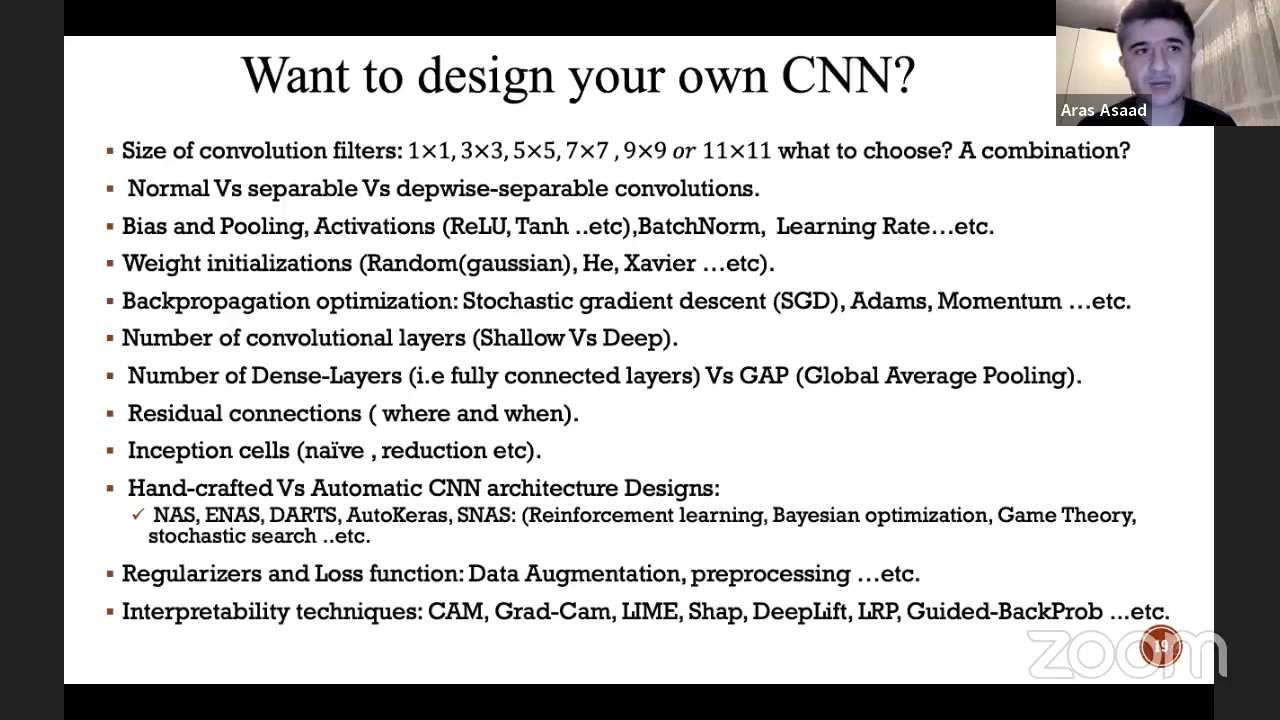 Want to design your own CNN?
Aras Asaad
▪ Size of convolution filters: 1×1, 3×3, 5×5, 7×7 , 9×9 or 11×11 what to choose? A combination?
▪ Normal Vs separable Vs depwise-separable convolutions.
▪ Bias and Pooling, Activations (ReLU, Tanh ..etc),BatchNorm, Learning Rate…etc.
▪ Weight initializations (Random(gaussian), He, Xavier …etc).
▪ Backpropagation optimization: Stochastic gradient descent (SGD), Adams, Momentum …etc.
▪ Number of convolutional layers (Shallow Vs Deep).
▪ Number of Dense-Layers (i.e fully connected layers) Vs GAP (Global Average Pooling).
▪ Residual connections ( where and when).
▪ Inception cells (naïve , reduction etc).
▪ Hand-crafted Vs Automatic CNN architecture Designs:
✓ NAS, ENAS, DARTS, AutoKeras, SNAS: (Reinforcement learning, Bayesian optimization, Game Theory,
stochastic search ..etc.
▪ Regularizers and Loss function: Data Augmentation, preprocessing …etc.
▪ Interpretability techniques: CAM, Grad-Cam, LIME, Shap, DeepLift, LRP, Guided-BackProb …etc.
19
zoom